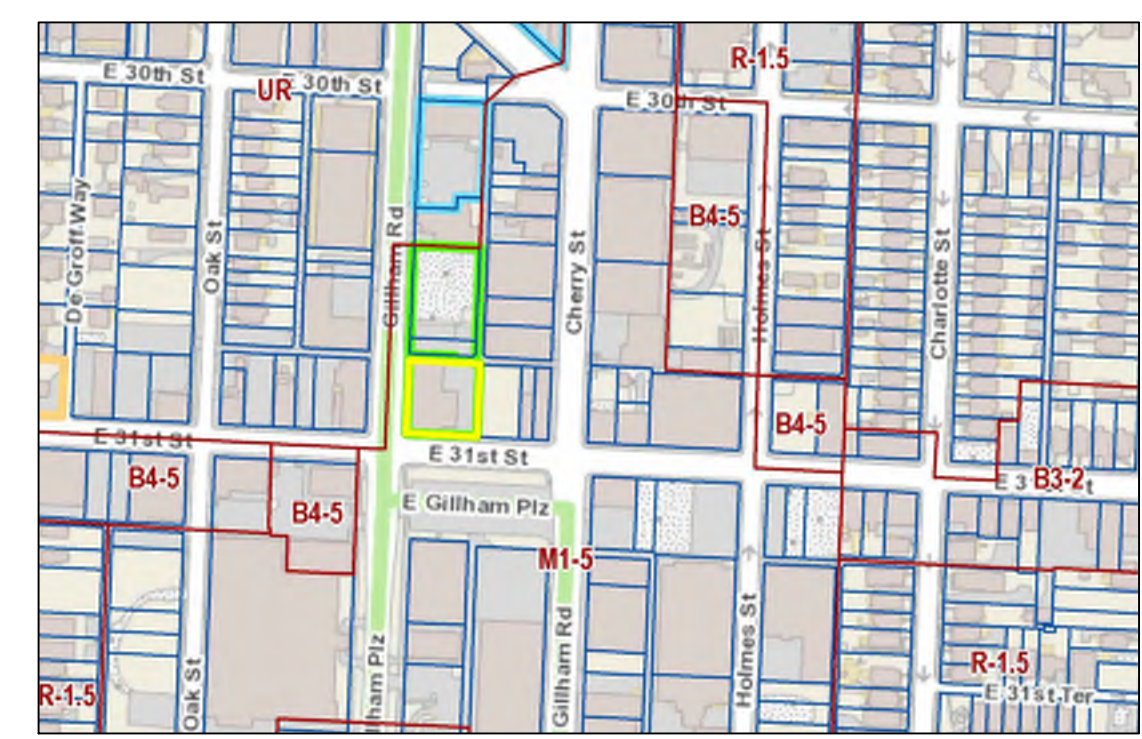 R-1.5
E 30th St
UR
E 30th St
E 30th St
De Groff Way
Oak St
Gillham Rd
Cherry St
B4-5
Holmes St
Charlotte St
B4-5
E 31st St
E 31st St
B4-5
B3-2
E Gillham Plz
B4-5
M1-5
Oak St
lham Plz
Gillham Rd
Holmes St
R-1.5
R-1.5
E 31st Ter